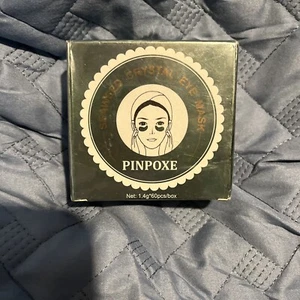 CRYSTAL EYE MASK
PINPOXE
Net: 1.4g*60pcs/box